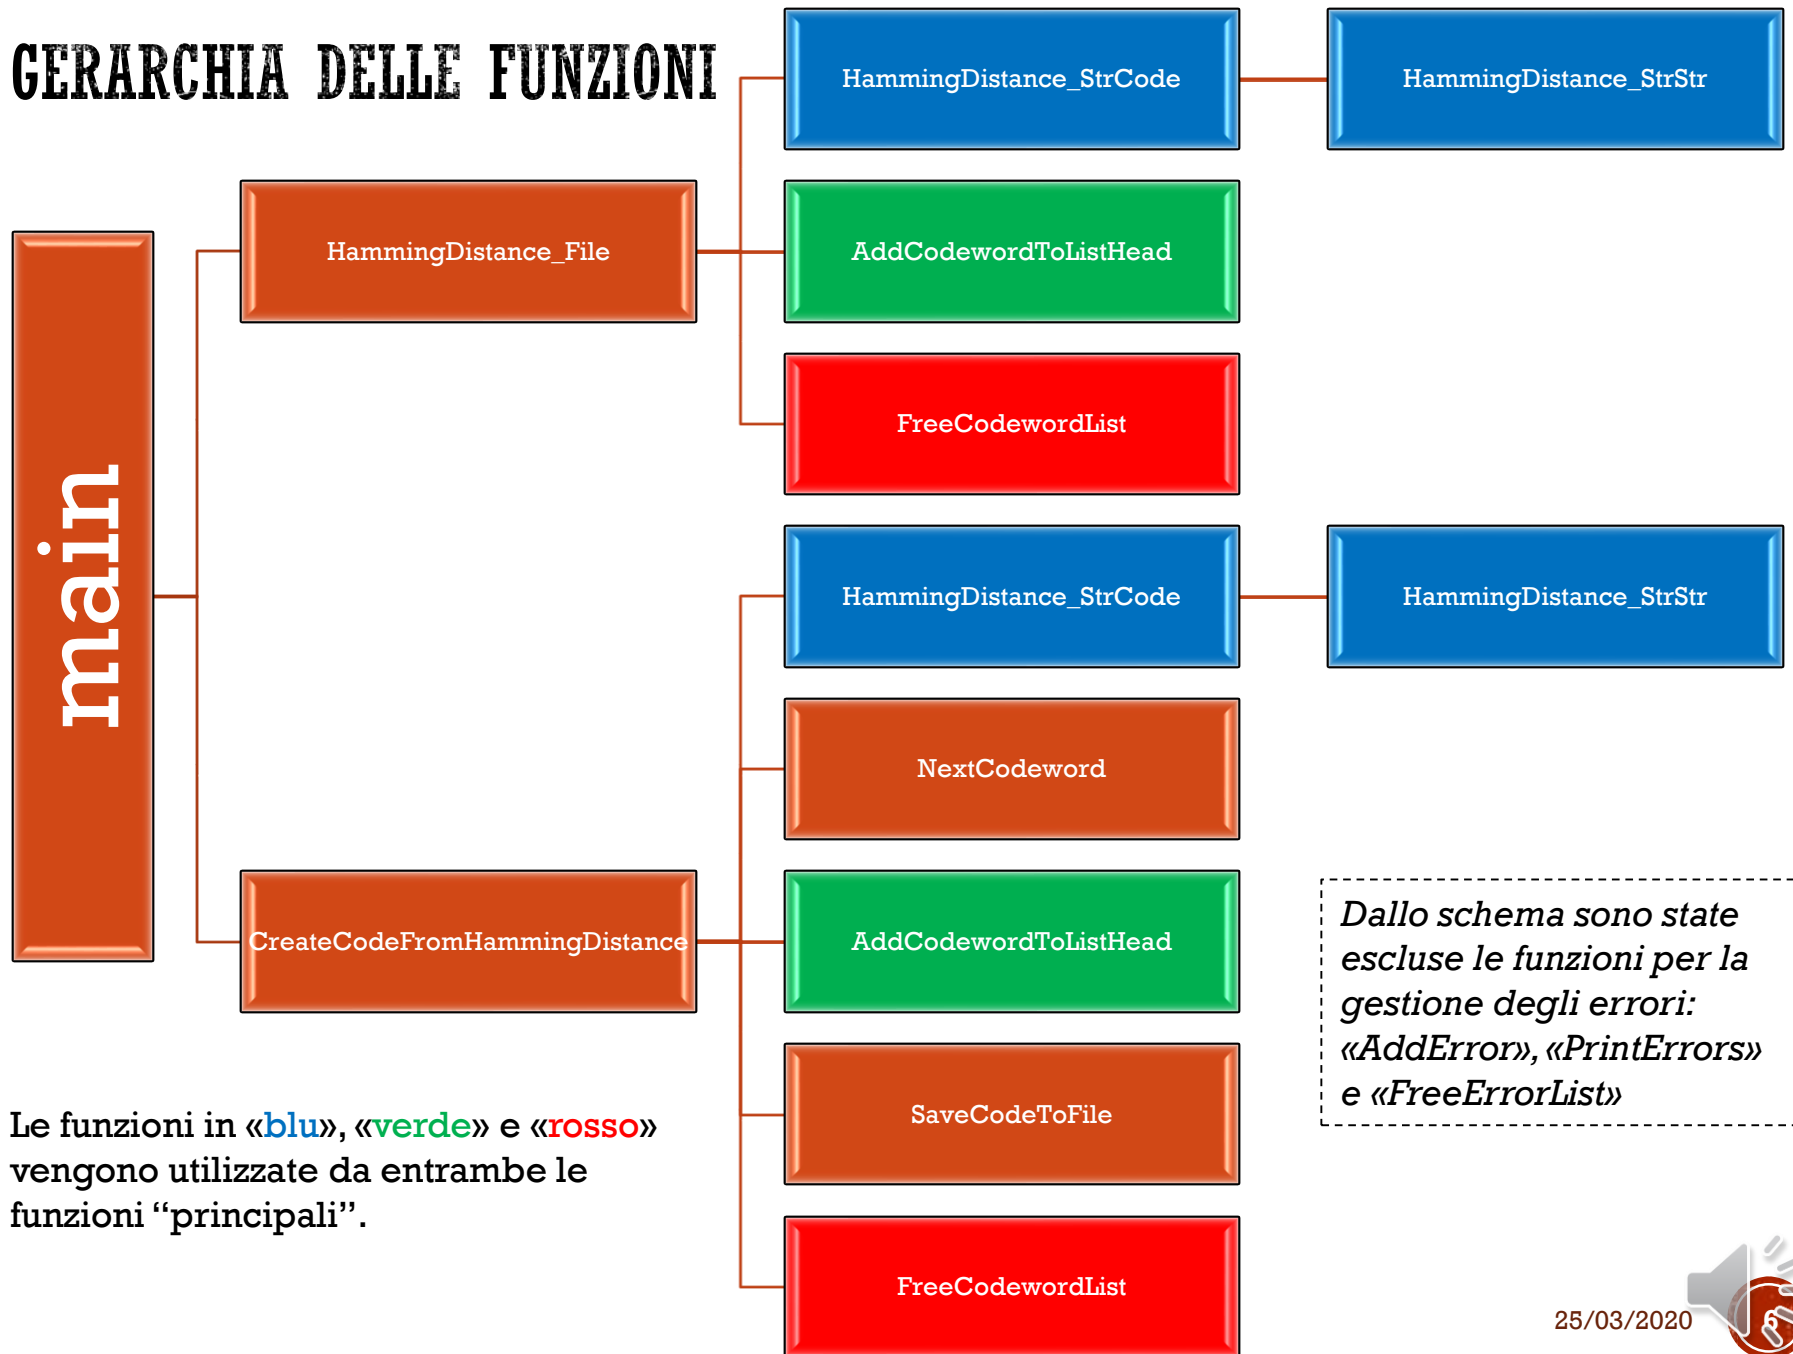 GERARCHIA DELLE FUNZIONI
main
HammingDistance_File
HammingDistance_StrCode
HammingDistance_StrStr
AddCodewordToListHead
FreeCodewordList
CreateCodeFromHammingDistance
HammingDistance_StrCode
HammingDistance_StrStr
NextCodeword
AddCodewordToListHead
SaveCodeToFile
FreeCodewordList
Dallo schema sono state
escluse le funzioni per la
gestione degli errori:
«AddError», «PrintErrors»
e «FreeErrorList»
Le funzioni in «blu», «verde» e «rosso»
vengono utilizzate da entrambe le
funzioni “principali”.
25/03/2020
6